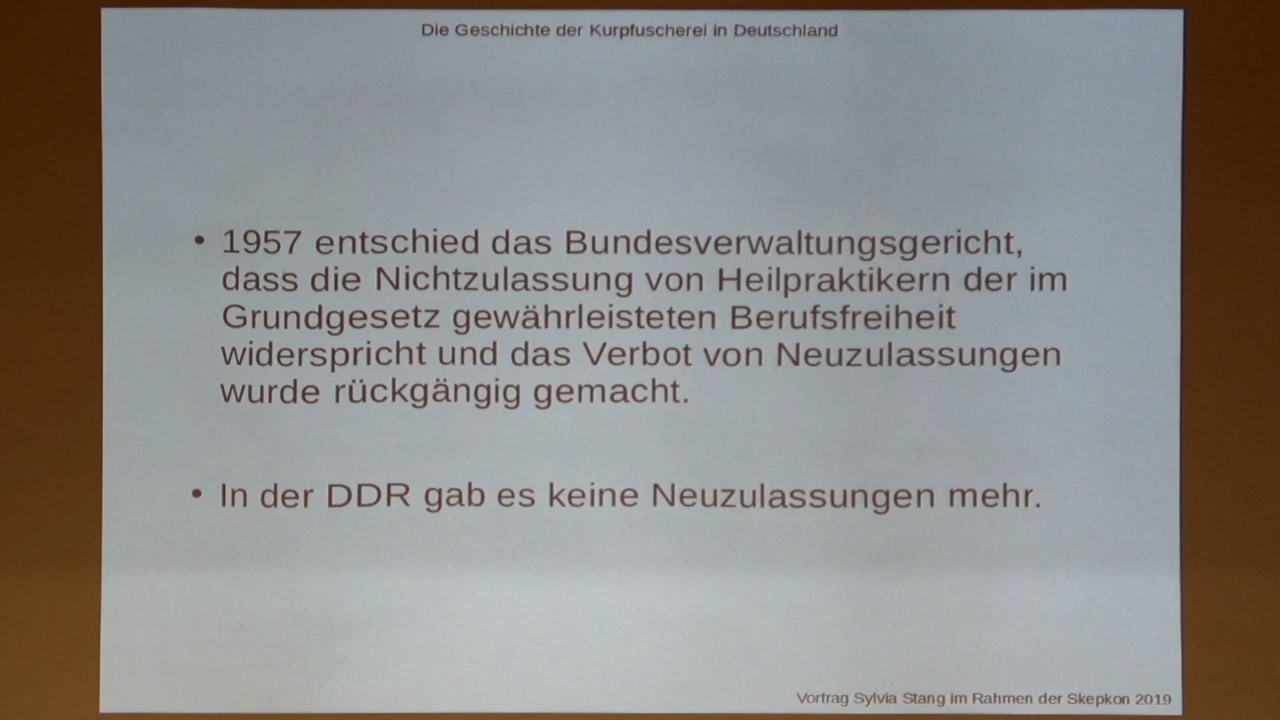 Die Geschichte der Kurpfuscherei in Deutschland
• 1957 entschied das Bundesverwaltungsgericht,
dass die Nichtzulassung von Heilpraktikern der im
Grundgesetz gewährleisteten Berufsfreiheit
widerspricht und das Verbot von Neuzulassungen
wurde rückgängig gemacht.
• In der DDR gab es keine Neuzulassungen mehr.
Vortrag Sylvia Stang im Rahmen der Skepkon 2019